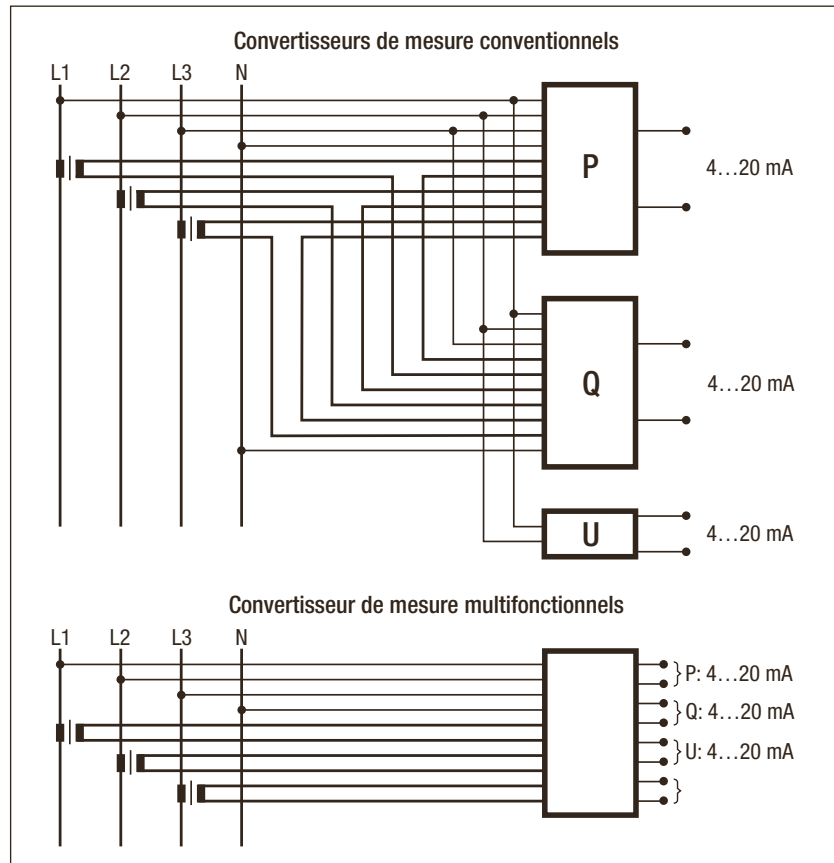 Convertisseurs de mesure conventionnels
L1 L2 L3 N
P
4…20 mA
Q
4…20 mA
U
4…20 mA
Convertisseur de mesure multifonctionnels
L1 L2 L3 N
P: 4…20 mA
Q: 4…20 mA
U: 4…20 mA